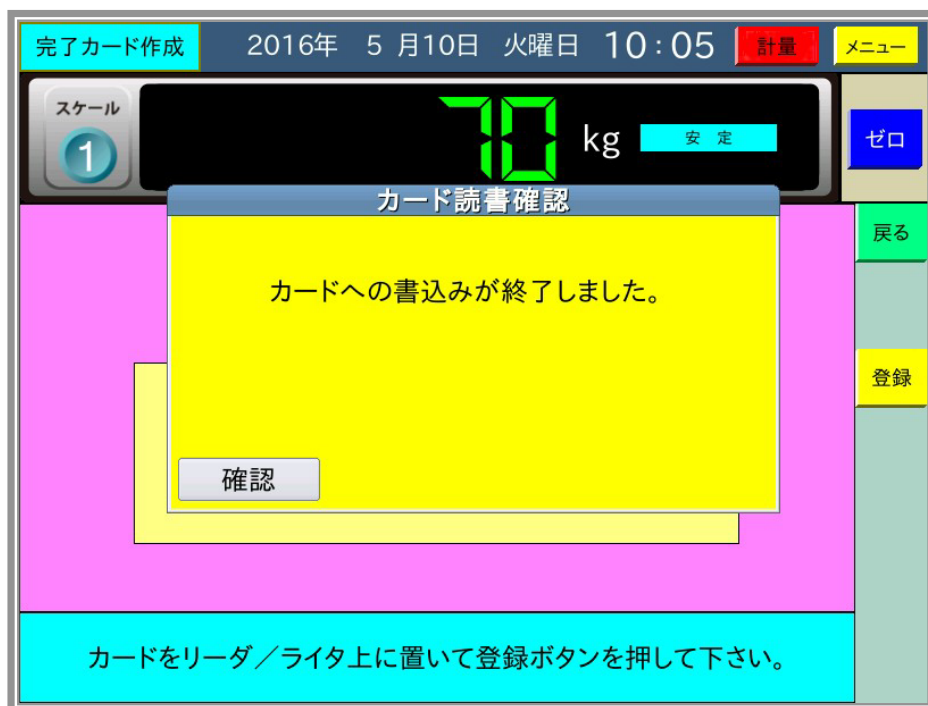 完了カード作成
2016年 5月10日 火曜日 10:05
計量
メニュー
スケール
1
70 kg
安定
ゼロ
カード読書確認
戻る
カードへの書込みが終了しました。
登録
確認
カードをリーダ／ライタ上に置いて登録ボタンを押して下さい。